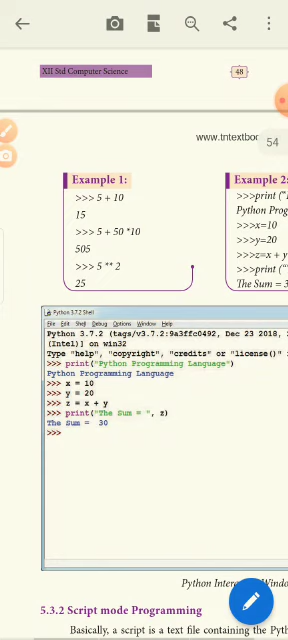 XII Std Computer Science
48
www.tntextbo
54
Example 1:
>>> 5 + 10
15
>>> 5 + 50 *10
505
>>> 5 ** 2
25
Example 2:
>>>print ("
Python Prog
>>>x=10
>>>y=20
>>>z=x + y
>>>print ("
The Sum = 3
Python 3.7.2 Shell
File Edit Shell Debug Options Window Help
Python 3.7.2 (tags/v3.7.2:9a3ffc0492, Dec 23 2018,
(Intel)] on win32
Type "help", "copyright", "credits" or "license()"
>>> print("Python Programming Language")
Python Programming Language
>>> x = 10
>>> y = 20
>>> z = x + y
>>> print("The Sum = ", z)
The Sum =  30
>>>
Python Inter Windo
5.3.2 Script mode Programming
Basically, a script is a text file containing the Pyth